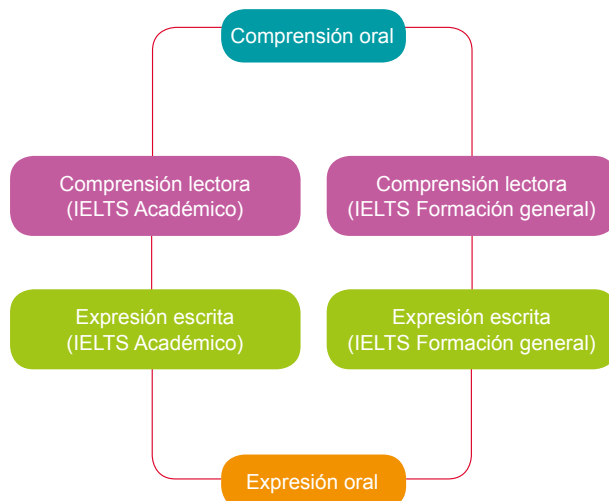 Comprensión oral
Comprensión lectora
(IELTS Académico)
Comprensión lectora
(IELTS Formación general)
Expresión escrita
(IELTS Académico)
Expresión escrita
(IELTS Formación general)
Expresión oral